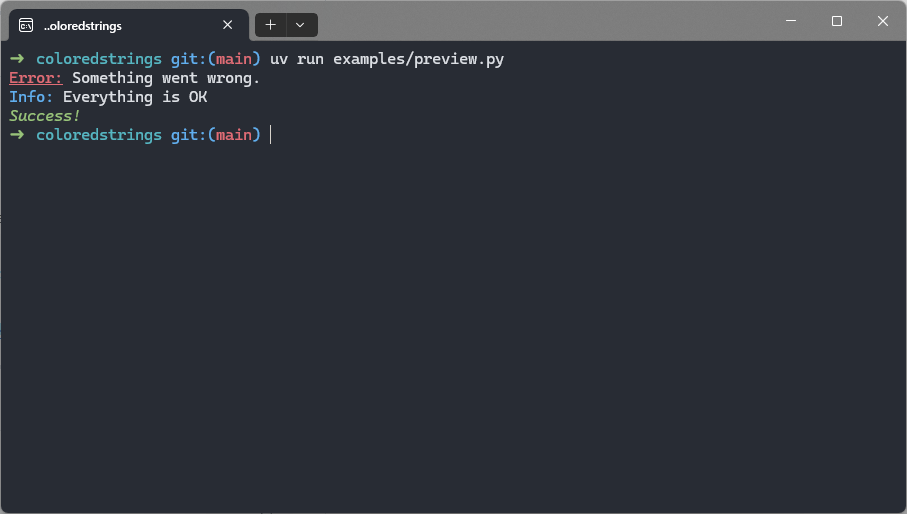 ..oloredstrings
➜ coloredstrings git:(main) uv run examples/preview.py
Error: Something went wrong.
Info: Everything is OK
Success!
➜ coloredstrings git:(main)